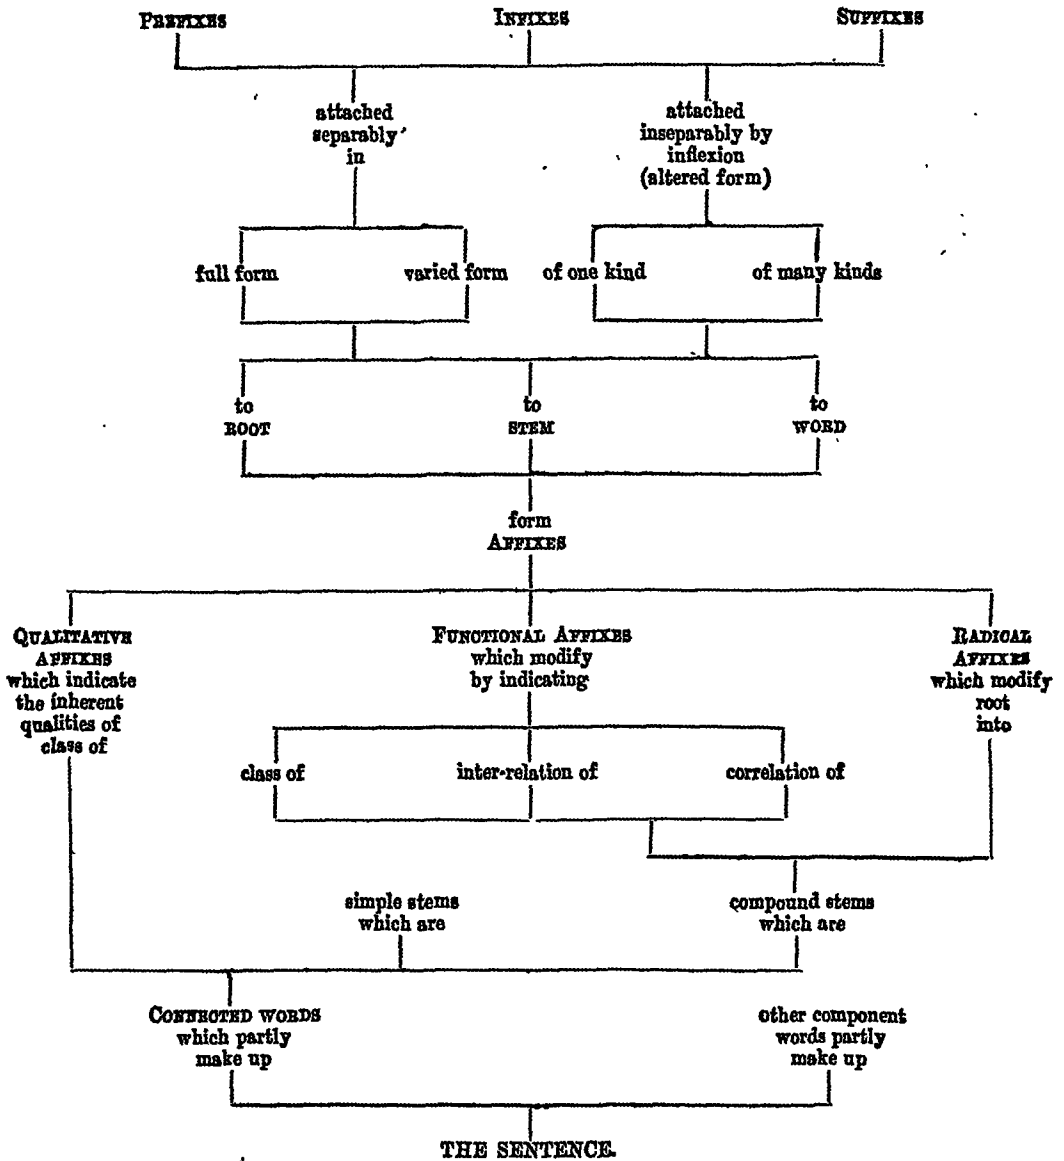 PREFIXES
INFIXES
SUFFIXES
attached
separably
in
attached
inseparably by
inflexion
(altered form)
full form
varied form
of one kind
of many kinds
to
ROOT
to
STEM
to
WORD
form
AFFIXES
QUALITATIVE
AFFIXES
which indicate
the inherent
qualities of
class of
FUNCTIONAL AFFIXES
which modify
by indicating
RADICAL
AFFIXES
which modify
root
into
class of
inter-relation of
correlation of
simple stems
which are
compound stems
which are
CONNECTED WORDS
which partly
make up
other component
words partly
make up
THE SENTENCE.